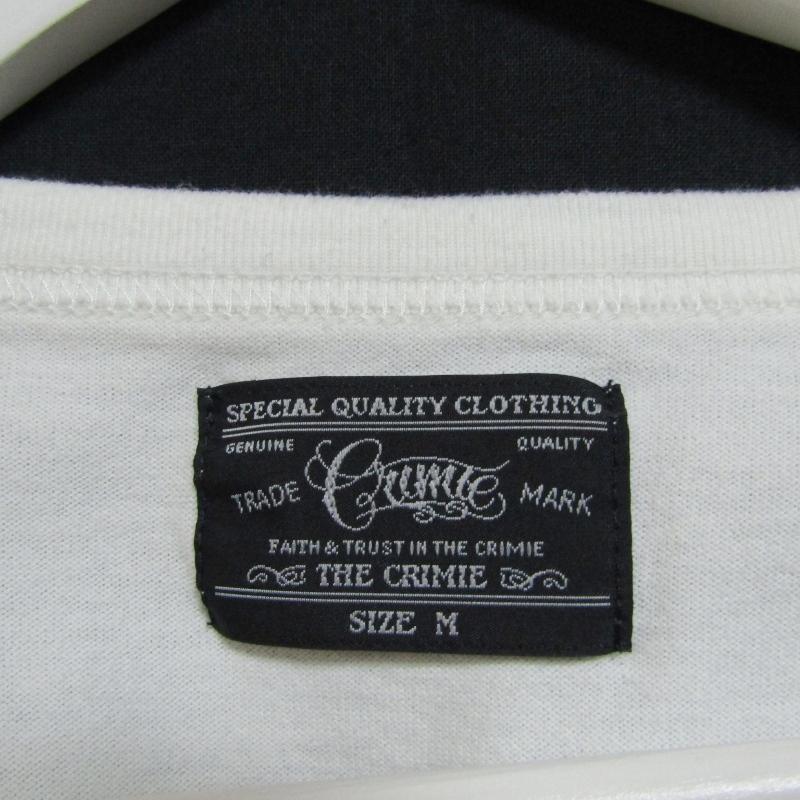 SPECIAL QUALITY CLOTHING
GENUINE QUALITY
TRADE Crimie MARK
FAITH & TRUST IN THE CRIMIE
THE CRIMIE
SIZE M